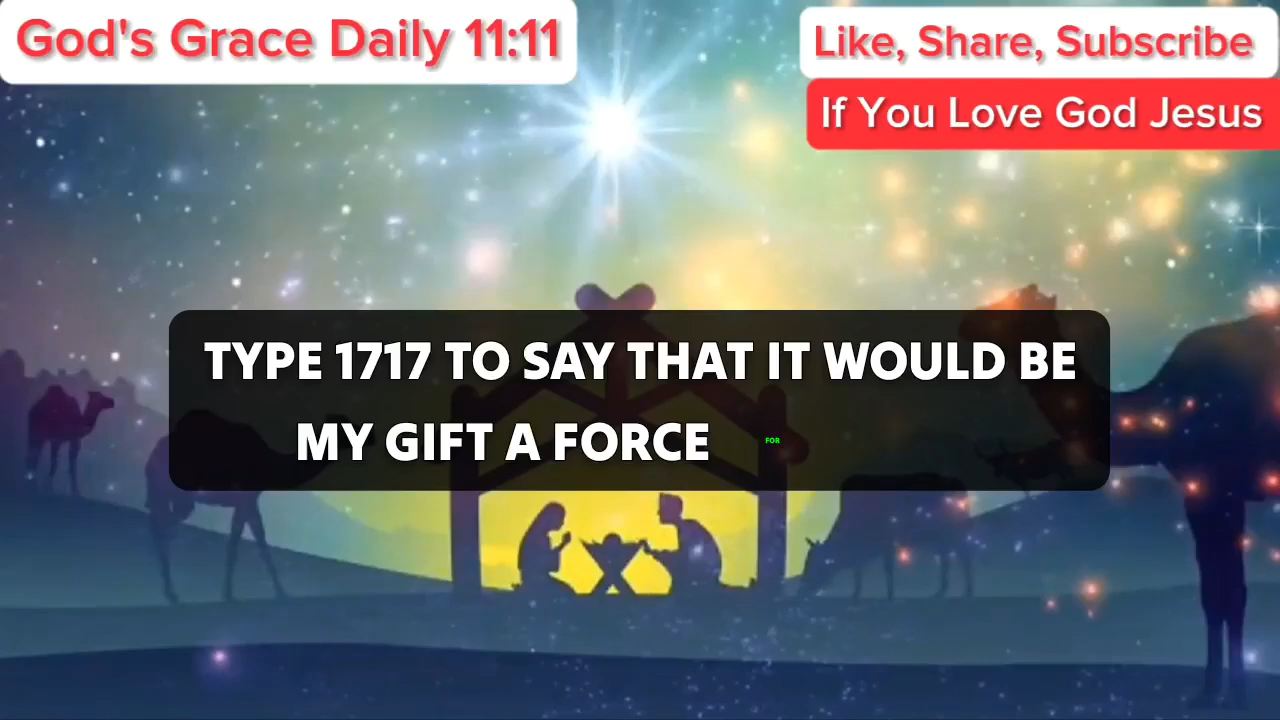 God's Grace Daily 11:11
Like, Share, Subscribe
If You Love God Jesus
TYPE 1717 TO SAY THAT IT WOULD BE
MY GIFT A FORCE FOR